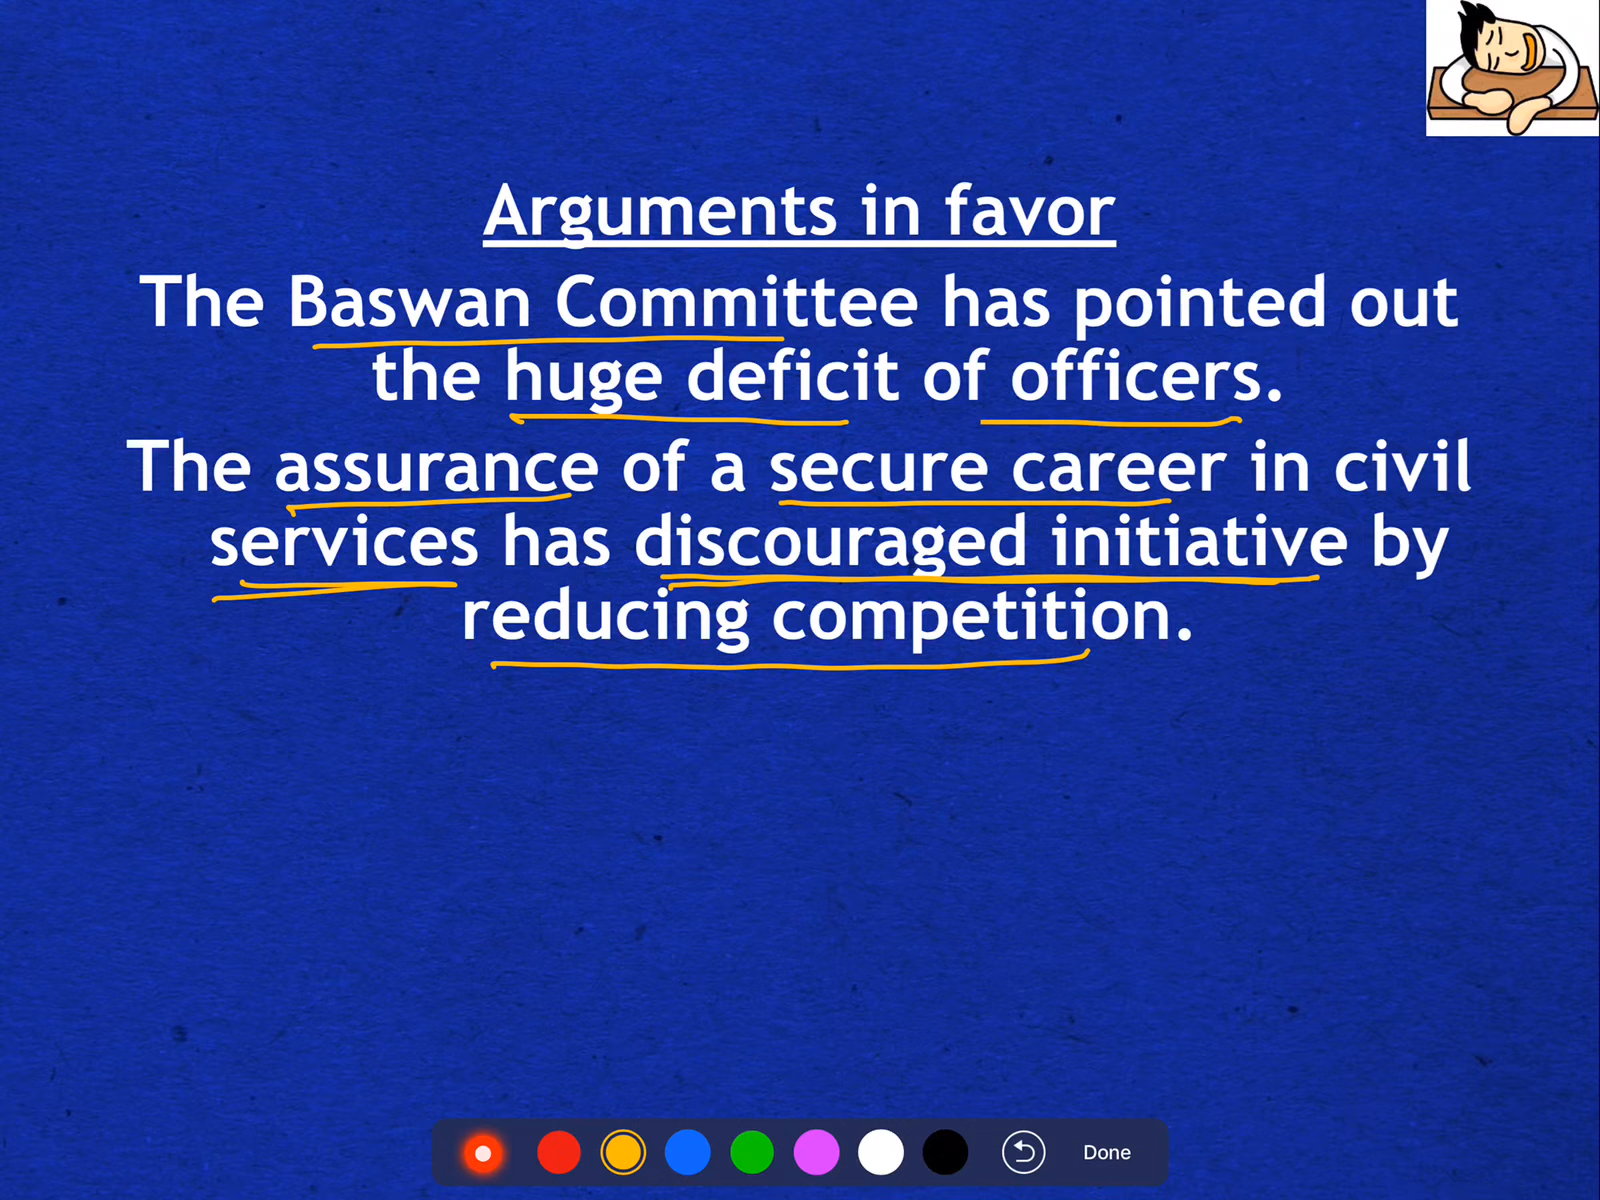 Arguments in favor
The Baswan Committee has pointed out
the huge deficit of officers.
The assurance of a secure career in civil
services has discouraged initiative by
reducing competition.
Done